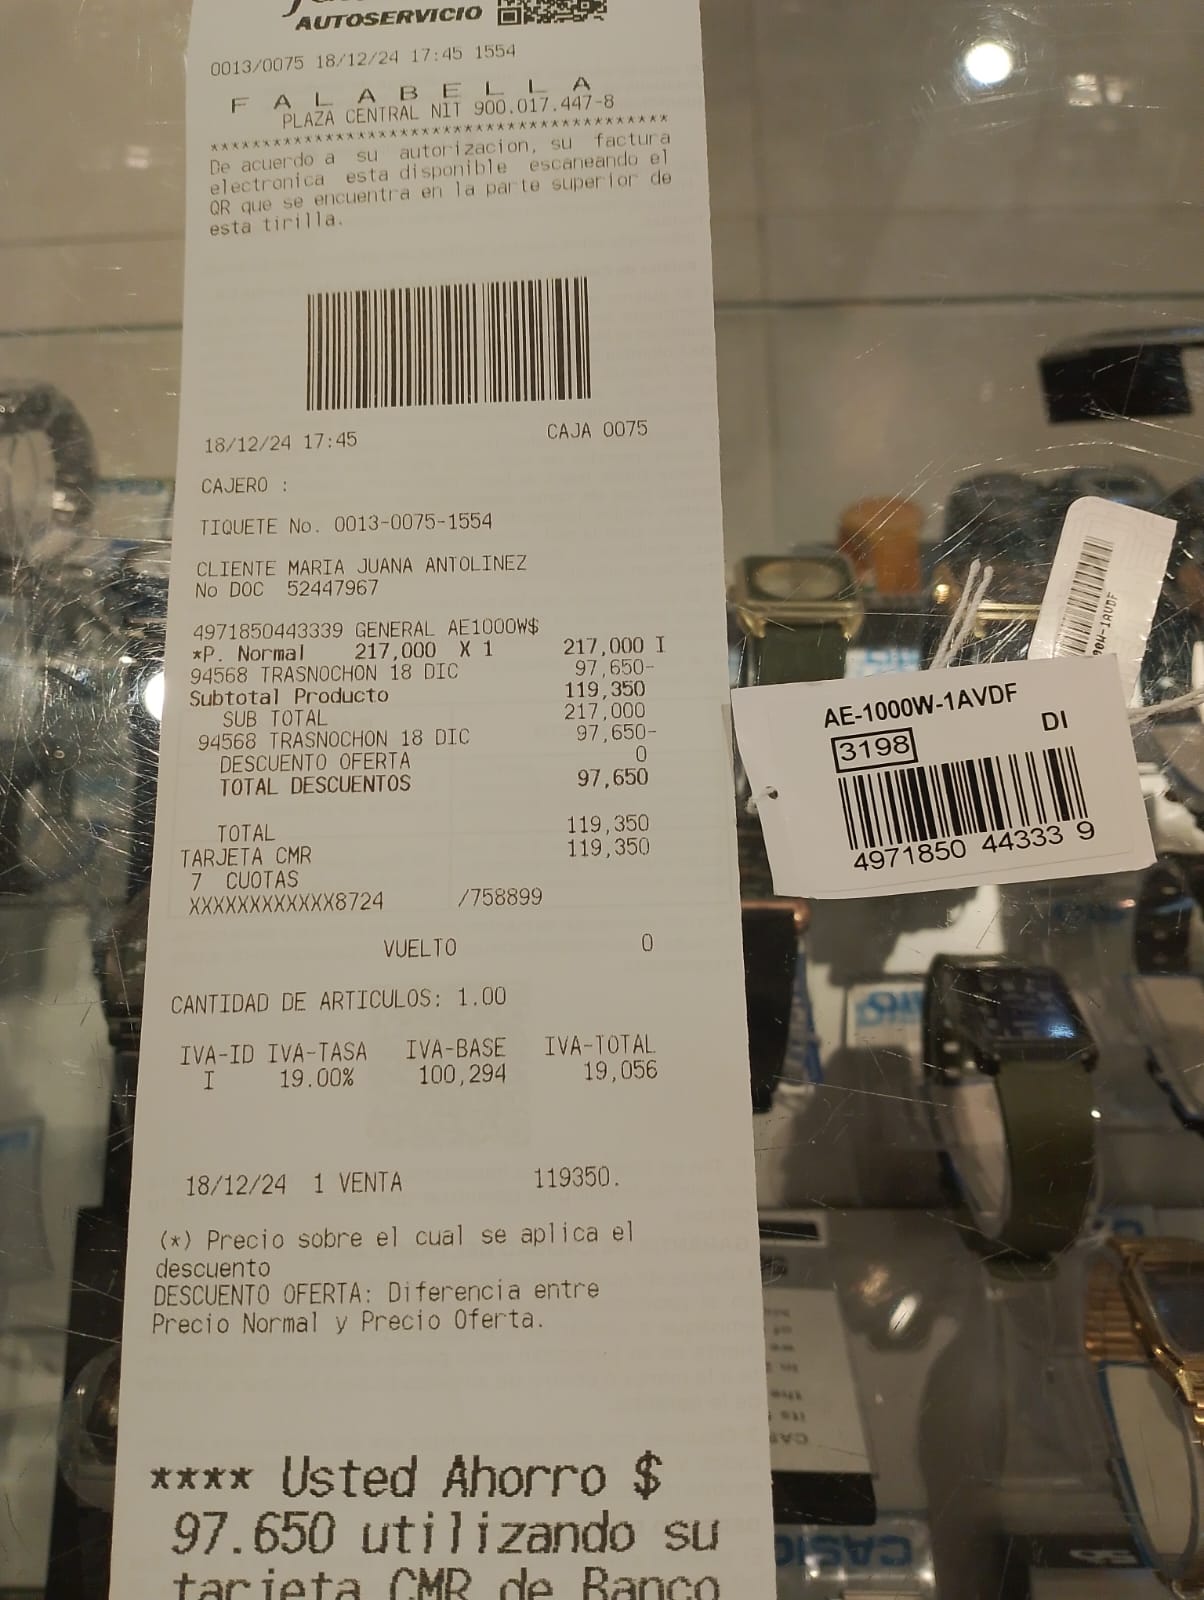 AUTOSERVICIO
0013/0075 18/12/24 17:45 1554
F A L A B E L L A
PLAZA CENTRAL NIT 900.017.447-8
******************************************
De acuerdo a su autorizacion, su factura
electronica esta disponible escaneando el
QR que se encuentra en la parte superior de
esta tirilla.
18/12/24 17:45 CAJA 0075
CAJERO :
TIQUETE No. 0013-0075-1554
CLIENTE MARIA JUANA ANTOLINEZ
No DOC 52447967
4971850443339 GENERAL AE1000W$
*P. Normal 217,000 X 1 217,000 I
94568 TRASNOCHON 18 DIC 97,650-
Subtotal Producto 119,350
SUB TOTAL 217,000
94568 TRASNOCHON 18 DIC 97,650-
DESCUENTO OFERTA 0
TOTAL DESCUENTOS 97,650
TOTAL 119,350
TARJETA CMR 119,350
7 CUOTAS
XXXXXXXXXXXX8724 /758899
VUELTO 0
CANTIDAD DE ARTICULOS: 1.00
IVA-ID IVA-TASA IVA-BASE IVA-TOTAL
I 19.00% 100,294 19,056
18/12/24 1 VENTA 119350.
(*) Precio sobre el cual se aplica el
descuento
DESCUENTO OFERTA: Diferencia entre
Precio Normal y Precio Oferta.
**** Usted Ahorro $
97.650 utilizando su
tarjeta CMR de Banco
AE-1000W-1AVDF
DI
3198
4971850 44333 9
CASIO